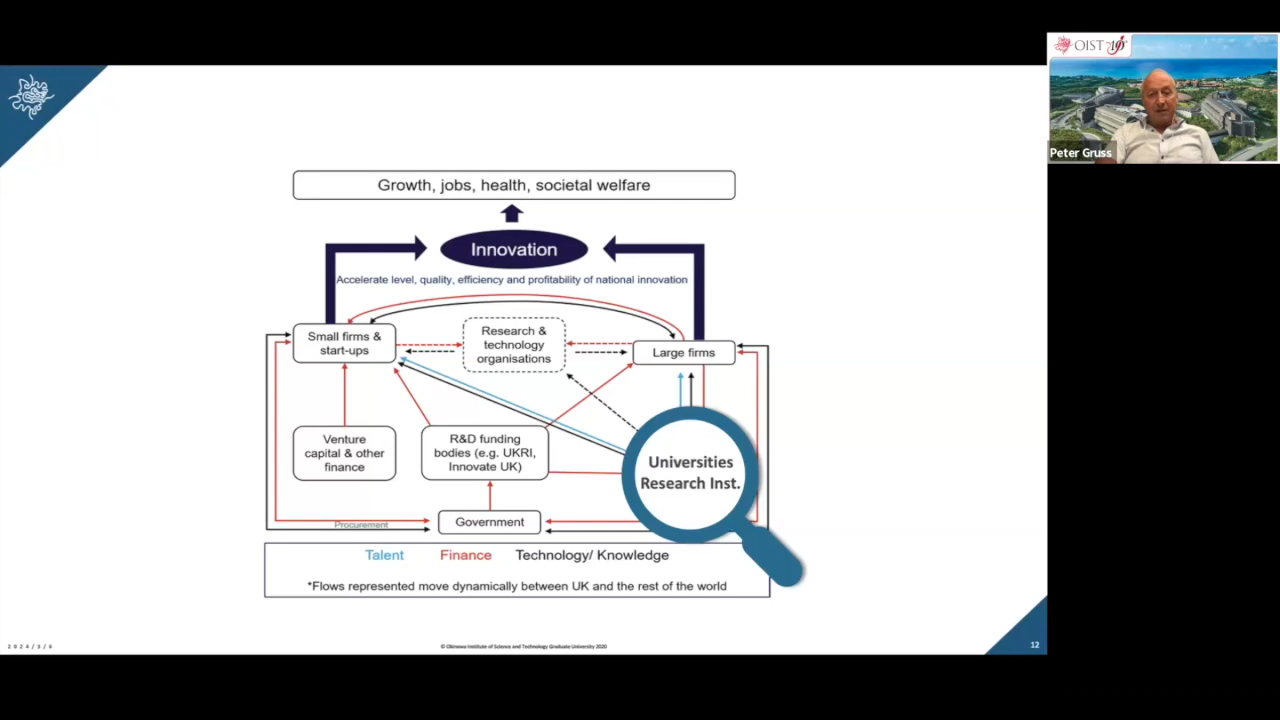 OIST 10
Peter Gruss
Growth, jobs, health, societal welfare
Innovation
Accelerate level, quality, efficiency and profitability of national innovation
Small firms &
start-ups
Research &
technology
organisations
Large firms
Venture
capital & other
finance
R&D funding
bodies (e.g. UKRI,
Innovate UK)
Universities
Research Inst.
Procurement
Government
Talent Finance Technology/ Knowledge
*Flows represented move dynamically between UK and the rest of the world
© Okinawa Institute of Science and Technology Graduate University 2020
12